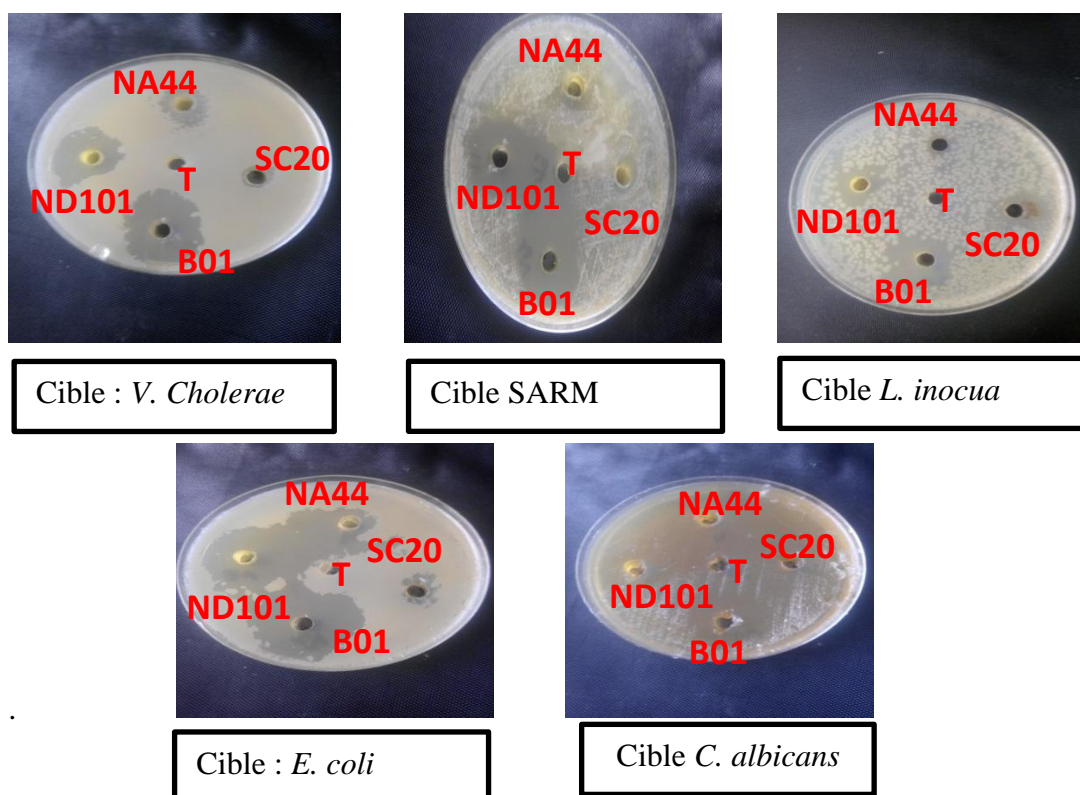 NA44
SC20
T
ND101
B01
NA44
T
ND101
SC20
B01
NA44
T
ND101
SC20
B01
Cible : V. Cholerae
Cible SARM
Cible L. inocua
NA44
SC20
T
ND101
B01
NA44
SC20
T
ND101
B01
.
Cible : E. coli
Cible C. albicans